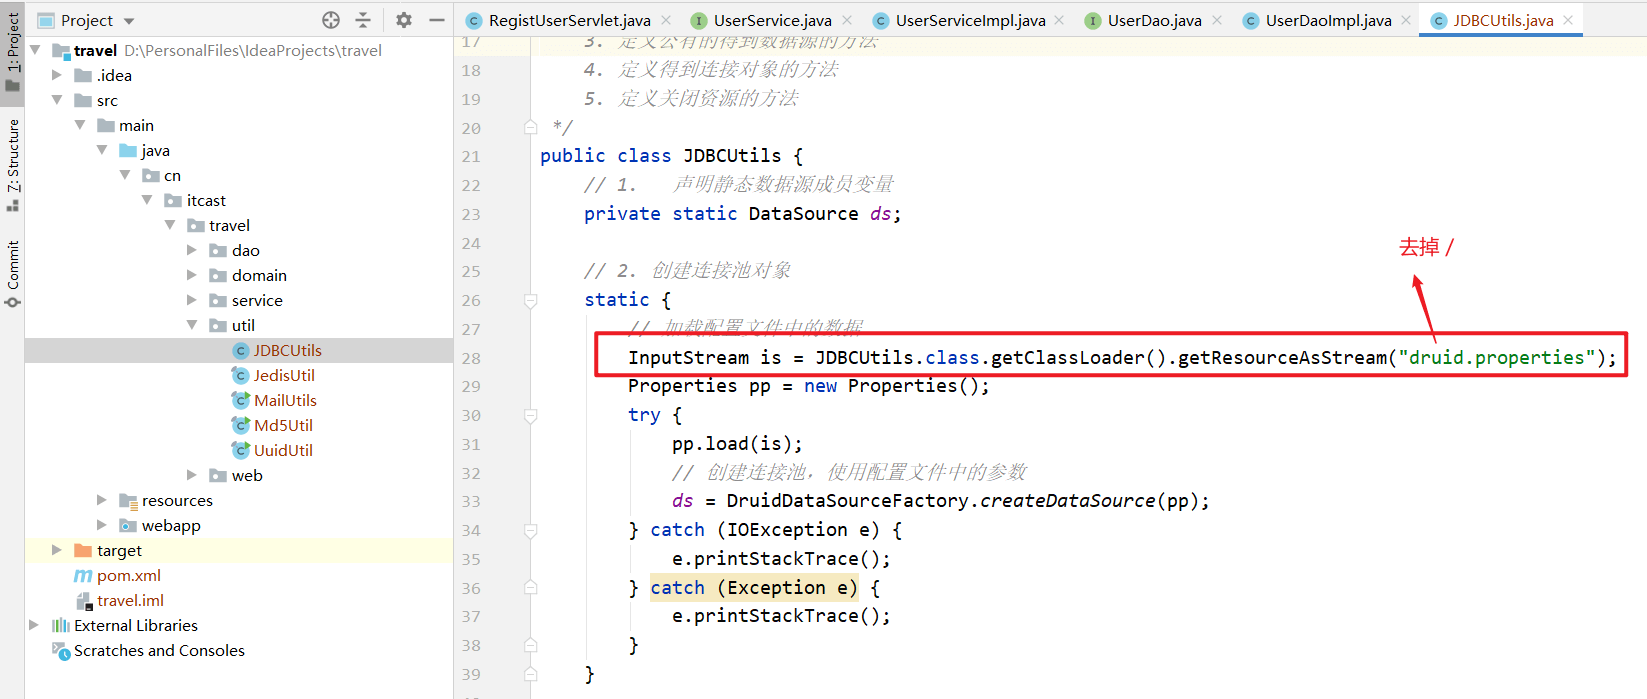 Project
RegistUserServlet.java
UserService.java
UserServiceImpl.java
UserDao.java
UserDaoImpl.java
JDBCUtils.java
1: Project
Z: Structure
Commit
travel D:\PersonalFiles\IdeaProjects\travel
.idea
src
main
java
cn
itcast
travel
dao
domain
service
util
JDBCUtils
JedisUtil
MailUtils
Md5Util
UuidUtil
web
resources
webapp
target
pom.xml
travel.iml
External Libraries
Scratches and Consoles
17 3. 定义公有的得到数据源的方法
18 4. 定义得到连接对象的方法
19 5. 定义关闭资源的方法
20 */
21 public class JDBCUtils {
22 // 1. 声明静态数据源成员变量
23 private static DataSource ds;
24
去掉 /
25 // 2. 创建连接池对象
26 static {
27 // 加载配置文件中的数据
28 InputStream is = JDBCUtils.class.getClassLoader().getResourceAsStream("druid.properties");
29 Properties pp = new Properties();
30 try {
31 pp.load(is);
32 // 创建连接池，使用配置文件中的参数
33 ds = DruidDataSourceFactory.createDataSource(pp);
34 } catch (IOException e) {
35 e.printStackTrace();
36 } catch (Exception e) {
37 e.printStackTrace();
38 }
39 }